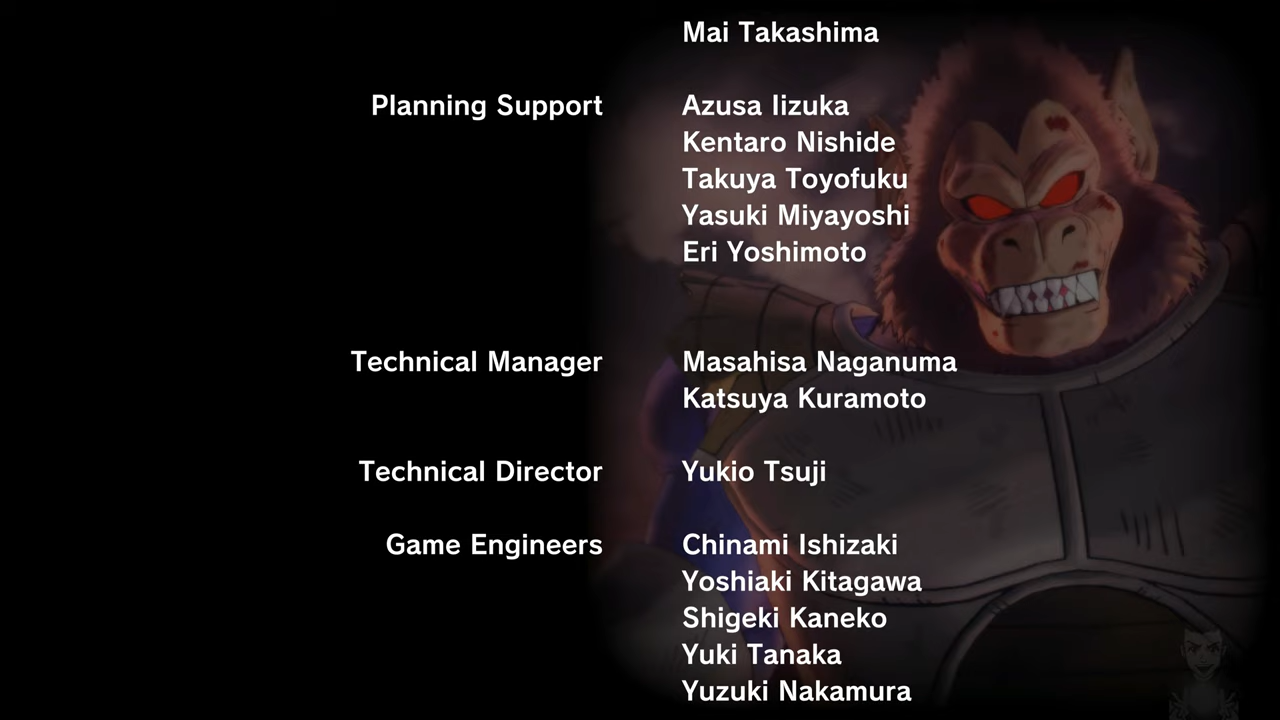 Mai Takashima
Planning Support Azusa Iizuka
Kentaro Nishide
Takuya Toyofuku
Yasuki Miyayoshi
Eri Yoshimoto
Technical Manager Masahisa Naganuma
Katsuya Kuramoto
Technical Director Yukio Tsuji
Game Engineers Chinami Ishizaki
Yoshiaki Kitagawa
Shigeki Kaneko
Yuki Tanaka
Yuzuki Nakamura